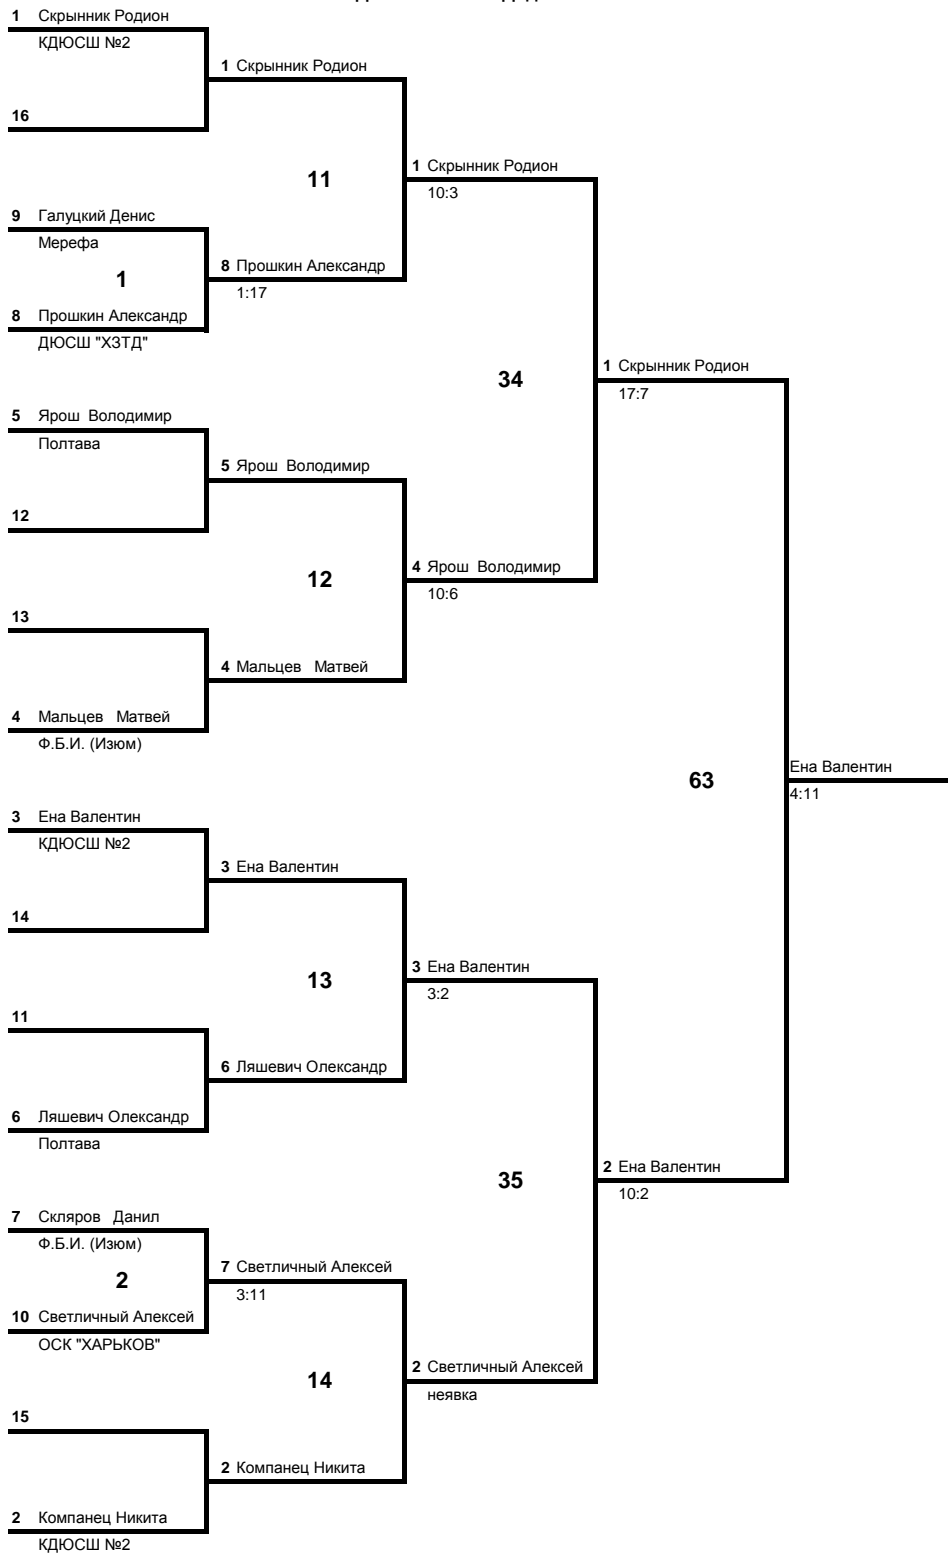 1 Скрынник Родион
КДЮСШ №2
1 Скрынник Родион
16
11
1 Скрынник Родион
10:3
9 Галуцкий Денис
Мерефа
1
8 Прошкин Александр
1:17
8 Прошкин Александр
ДЮСШ "ХЗТД"
34
1 Скрынник Родион
17:7
5 Ярош Володимир
Полтава
5 Ярош Володимир
12
12
4 Ярош Володимир
10:6
13
4 Мальцев Матвей
4 Мальцев Матвей
Ф.Б.И. (Изюм)
63
Ена Валентин
4:11
3 Ена Валентин
КДЮСШ №2
3 Ена Валентин
14
13
3 Ена Валентин
3:2
11
6 Ляшевич Олександр
6 Ляшевич Олександр
Полтава
35
2 Ена Валентин
10:2
7 Скляров Данил
Ф.Б.И. (Изюм)
2
7 Светличный Алексей
3:11
10 Светличный Алексей
ОСК "ХАРЬКОВ"
14
2 Светличный Алексей
неявка
15
2 Компанец Никита
2 Компанец Никита
КДЮСШ №2